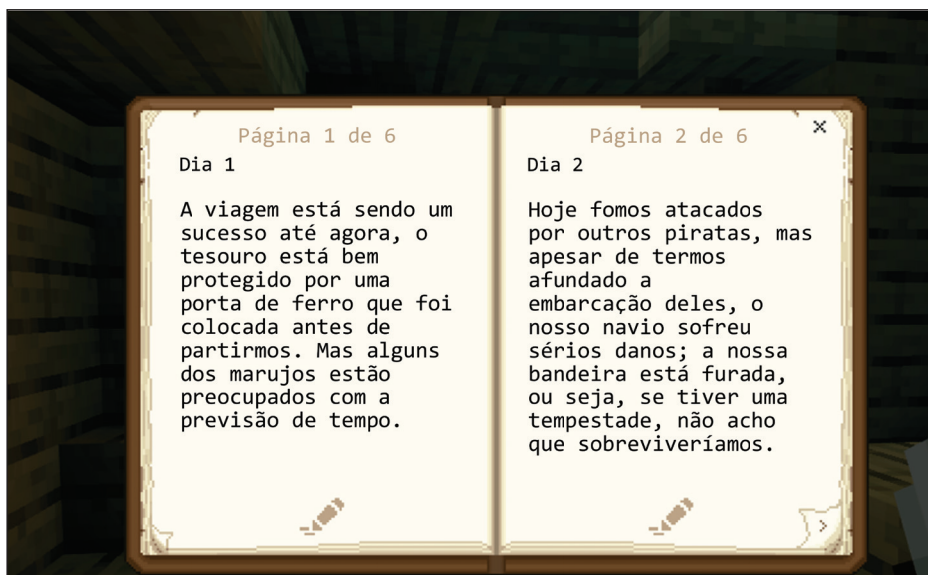 Página 1 de 6
Dia 1
A viagem está sendo um
sucesso até agora, o
tesouro está bem
protegido por uma
porta de ferro que foi
colocada antes de
partirmos. Mas alguns
dos marujos estão
preocupados com a
previsão de tempo.
Página 2 de 6
Dia 2
Hoje fomos atacados
por outros piratas, mas
apesar de termos
afundado a
embarcação deles, o
nosso navio sofreu
sérios danos; a nossa
bandeira está furada,
ou seja, se tiver uma
tempestade, não acho
que sobreviveríamos.